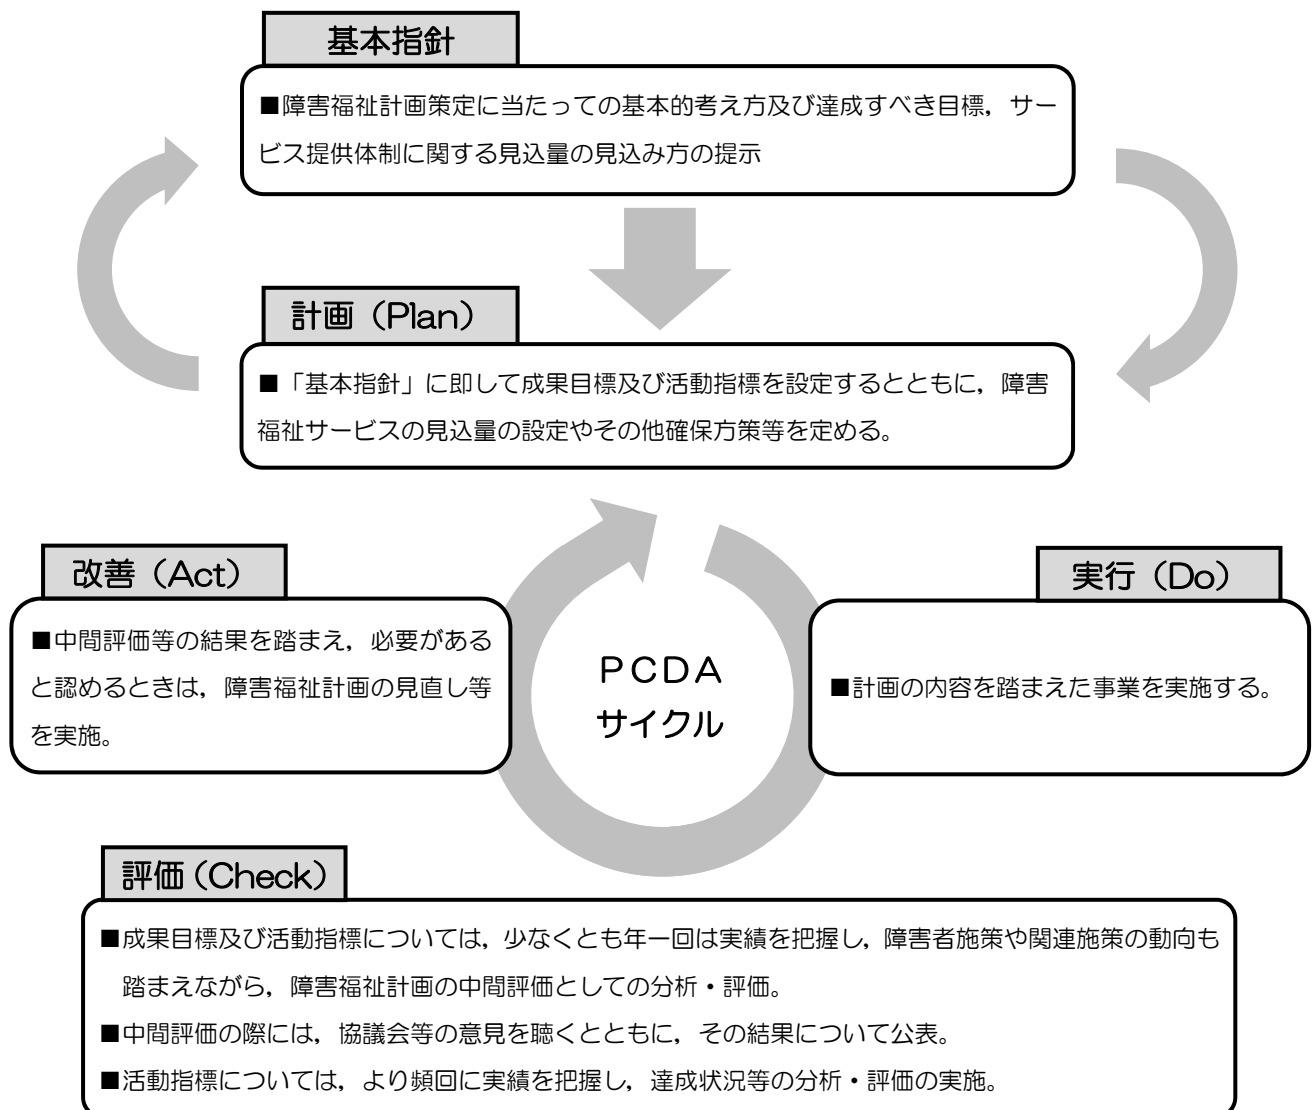 基本指針
■障害福祉計画策定に当たっての基本的考え方及び達成すべき目標，サー
ビス提供体制に関する見込量の見込み方の提示
計画（Plan）
■「基本指針」に即して成果目標及び活動指標を設定するとともに，障害
福祉サービスの見込量の設定やその他確保方策等を定める。
改善（Act）
■中間評価等の結果を踏まえ，必要がある
と認めるときは，障害福祉計画の見直し等
を実施。
PCDA
サイクル
実行（Do）
■計画の内容を踏まえた事業を実施する。
評価（Check）
■成果目標及び活動指標については，少なくとも年一回は実績を把握し，障害者施策や関連施策の動向も
踏まえながら，障害福祉計画の中間評価としての分析・評価。
■中間評価の際には，協議会等の意見を聴くとともに，その結果について公表。
■活動指標については，より頻回に実績を把握し，達成状況等の分析・評価の実施。